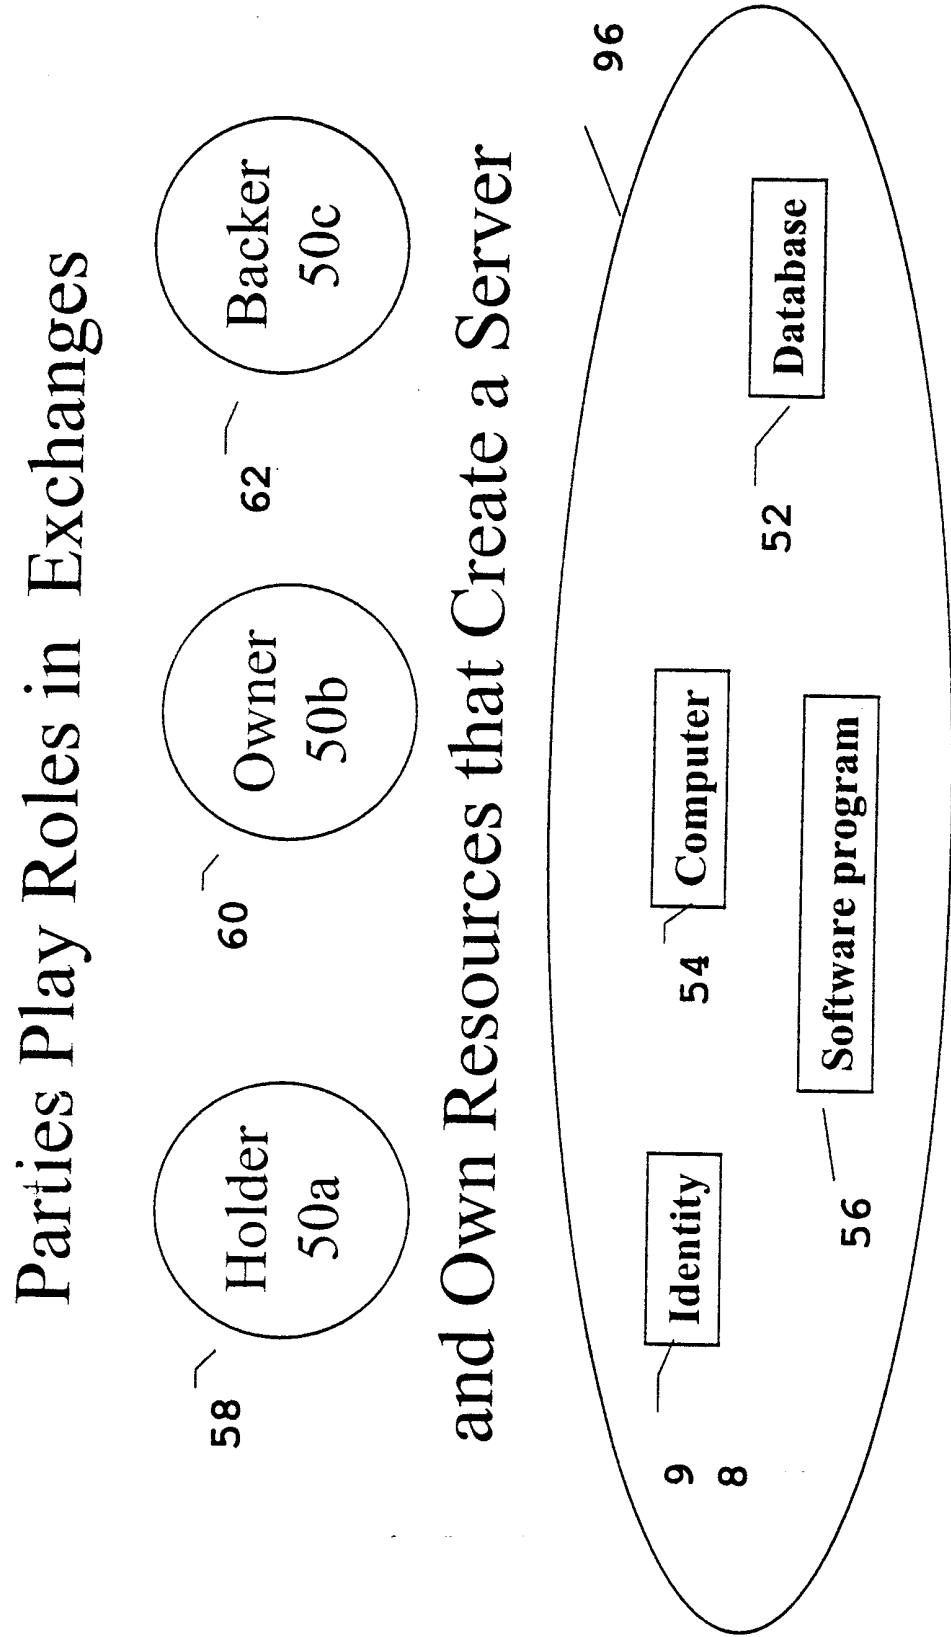 Parties Play Roles in Exchanges
58
Holder
50a
60
Owner
50b
62
Backer
50c
and Own Resources that Create a Server
96
9
8
Identity
54
Computer
56
Software program
52
Database